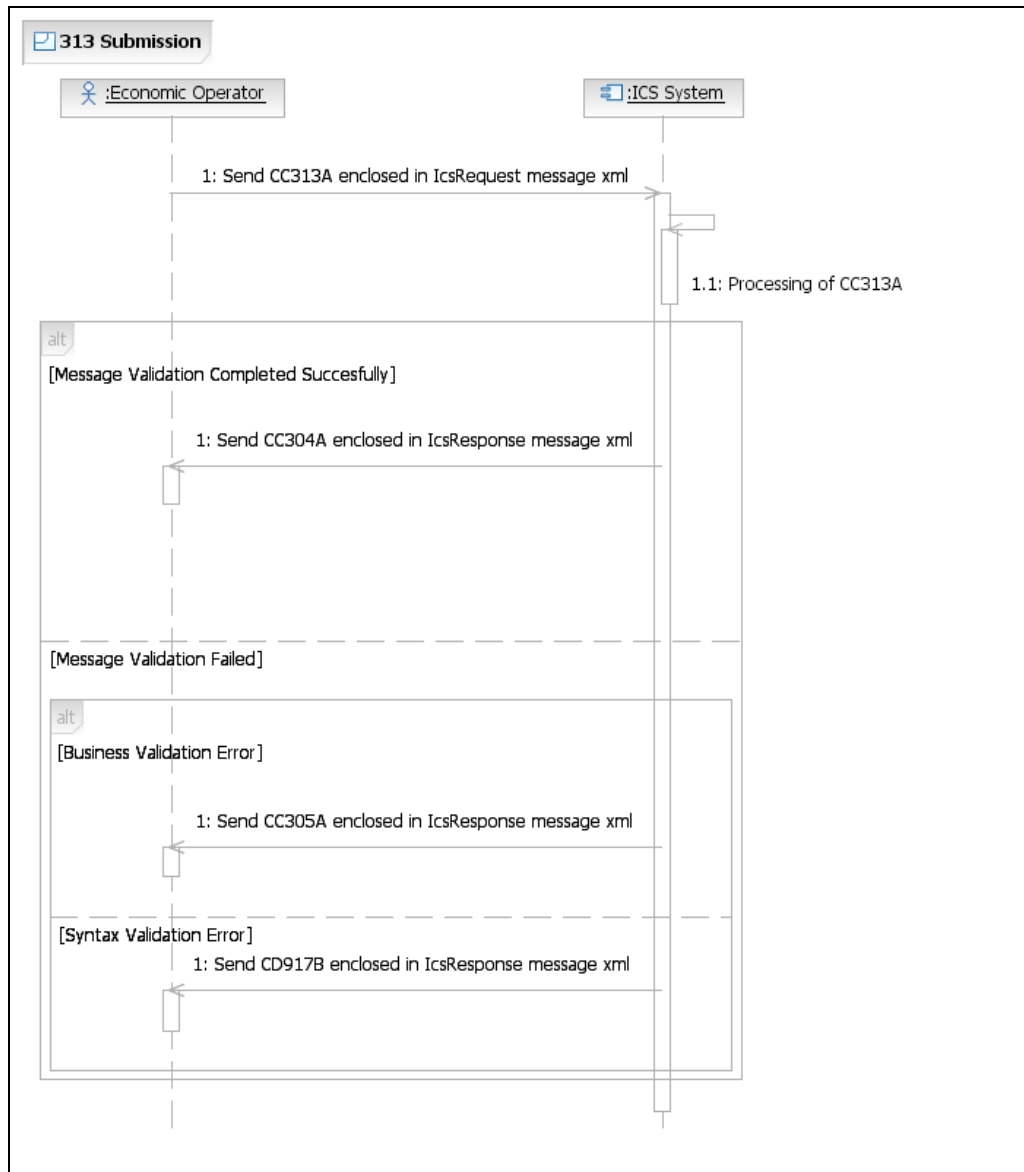 313 Submission
:Economic Operator
:ICS System
1: Send CC313A enclosed in IcsRequest message xml
1.1: Processing of CC313A
alt
[Message Validation Completed Succesfully]
1: Send CC304A enclosed in IcsResponse message xml
[Message Validation Failed]
alt
[Business Validation Error]
1: Send CC305A enclosed in IcsResponse message xml
[Syntax Validation Error]
1: Send CD917B enclosed in IcsResponse message xml